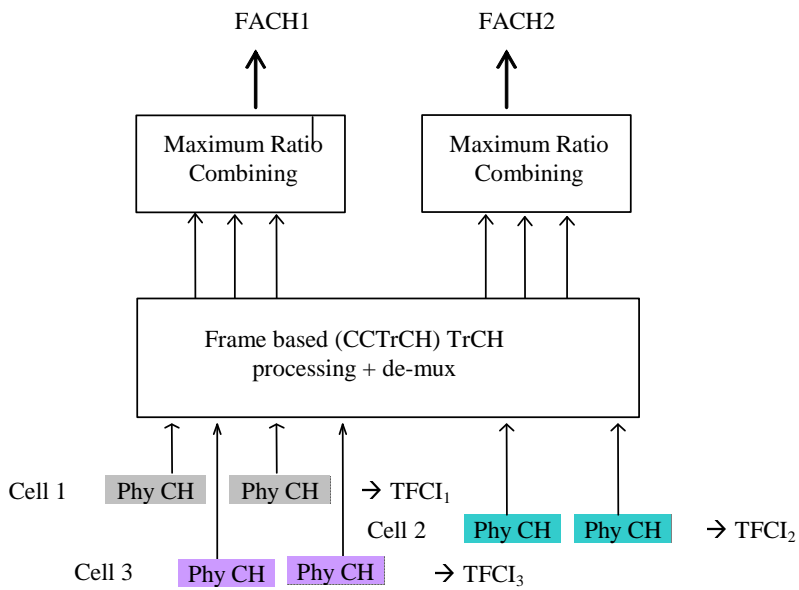 FACH1 FACH2
Maximum Ratio
Combining
Maximum Ratio
Combining
Frame based (CCTrCH) TrCH
processing + de-mux
Cell 1 Phy CH Phy CH → TFCI₁
Cell 2 Phy CH Phy CH → TFCI₂
Cell 3 Phy CH Phy CH → TFCI₃